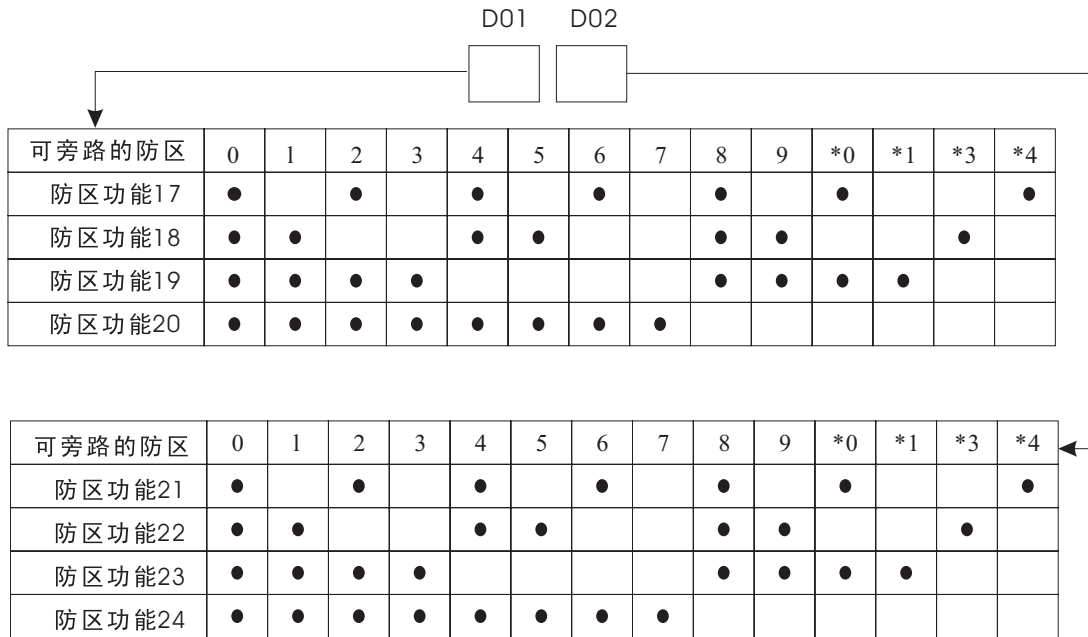 D01 D02
可旁路的防区 0 1 2 3 4 5 6 7 8 9 *0 *1 *3 *4
防区功能17 ● ● ● ● ● ● ●
防区功能18 ● ● ● ● ● ● ●
防区功能19 ● ● ● ● ● ● ● ●
防区功能20 ● ● ● ● ● ● ● ●
可旁路的防区 0 1 2 3 4 5 6 7 8 9 *0 *1 *3 *4
防区功能21 ● ● ● ● ● ● ●
防区功能22 ● ● ● ● ● ● ●
防区功能23 ● ● ● ● ● ● ● ●
防区功能24 ● ● ● ● ● ● ● ●